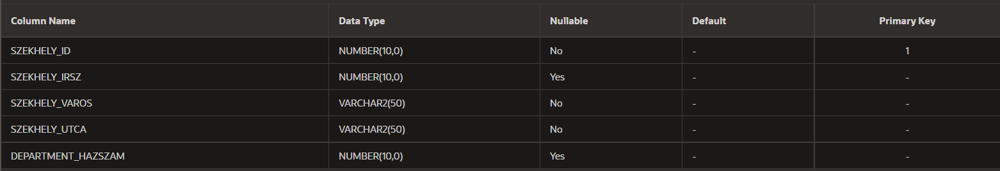 Column Name Data Type Nullable Default Primary Key
SZEKHELY_ID NUMBER(10,0) No - 1
SZEKHELY_IRSZ NUMBER(10,0) Yes - -
SZEKHELY_VAROS VARCHAR2(50) No - -
SZEKHELY_UTCA VARCHAR2(50) No - -
DEPARTMENT_HAZSZAM NUMBER(10,0) Yes - -